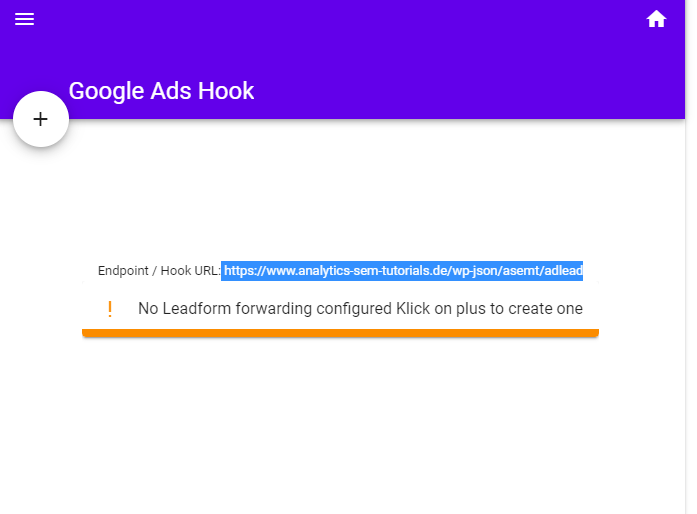 Google Ads Hook
+
Endpoint / Hook URL: https://www.analytics-sem-tutorials.de/wp-json/asemt/adlead
! No Leadform forwarding configured Klick on plus to create one